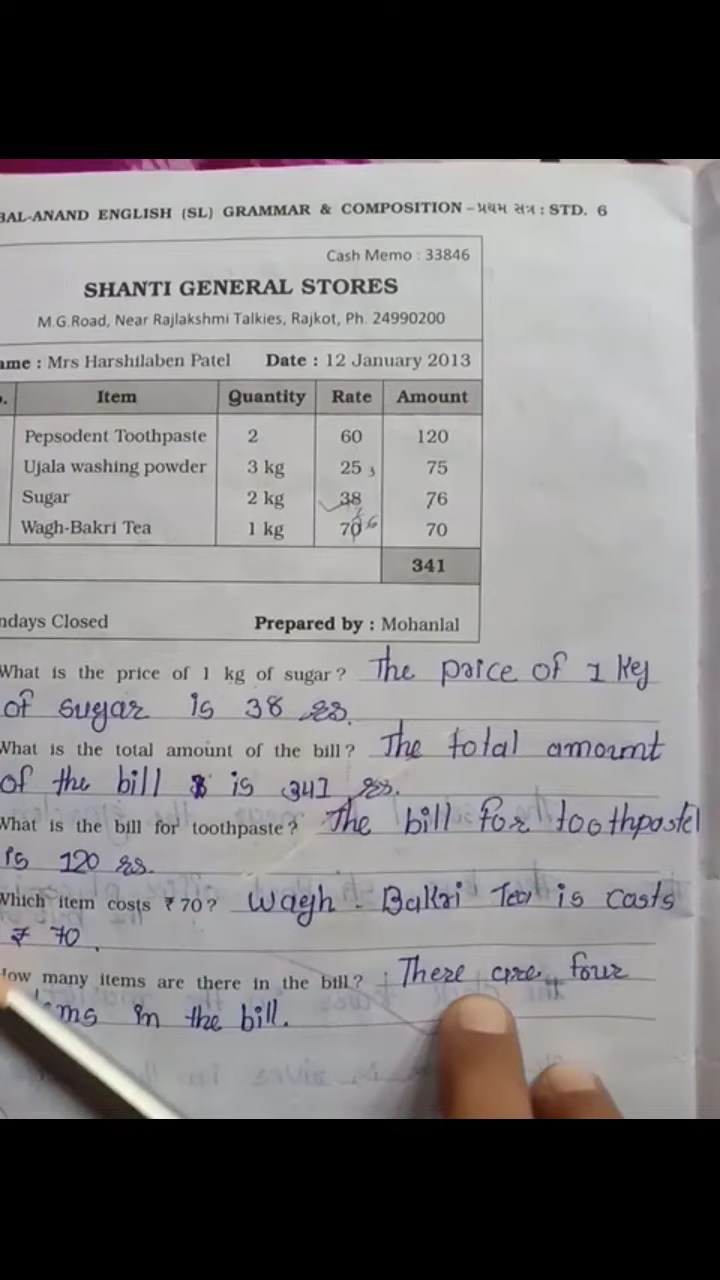 BAL-ANAND ENGLISH (SL) GRAMMAR & COMPOSITION – પ્રથમ સત્ર : STD. 6
Cash Memo : 33846
SHANTI GENERAL STORES
M.G.Road, Near Rajlakshmi Talkies, Rajkot, Ph. 24990200
ame : Mrs Harshilaben Patel Date : 12 January 2013
o. Item Quantity Rate Amount
Pepsodent Toothpaste 2 60 120
Ujala washing powder 3 kg 25 3 75
Sugar 2 kg 38 76
Wagh-Bakri Tea 1 kg 70 70
341
ndays Closed Prepared by : Mohanlal
What is the price of 1 kg of sugar? The price of 1 kg
of sugar is 38 rs.
What is the total amount of the bill? The total amount
of the bill is 341 rs.
What is the bill for toothpaste? The bill for toothpaste
is 120 rs.
Which item costs ₹ 70? Wagh - Bakri Tea is costs
₹ 70.
How many items are there in the bill? There are four
ms in the bill.